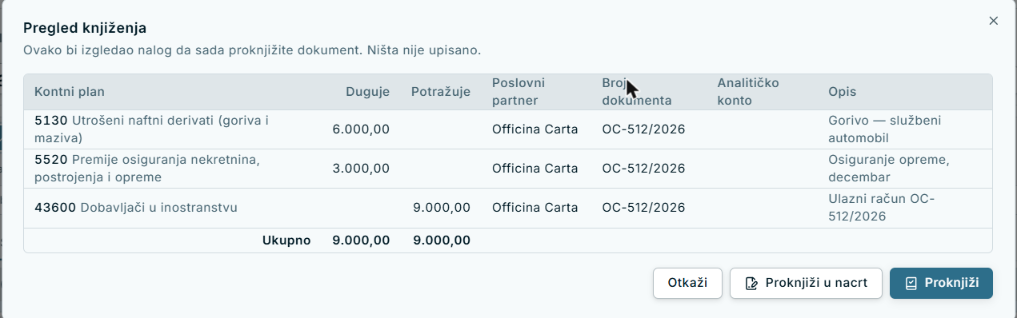 Pregled knjiženja
Ovako bi izgledao nalog da sada proknjižite dokument. Ništa nije upisano.
Kontni plan Duguje Potražuje Poslovni partner Broj dokumenta Analitičko konto Opis
5130 Utrošeni naftni derivati (goriva i maziva) 6.000,00 Officina Carta OC-512/2026 Gorivo — službeni automobil
5520 Premije osiguranja nekretnina, postrojenja i opreme 3.000,00 Officina Carta OC-512/2026 Osiguranje opreme, decembar
43600 Dobavljači u inostranstvu 9.000,00 Officina Carta OC-512/2026 Ulazni račun OC-512/2026
Ukupno 9.000,00 9.000,00
Otkaži Proknjiži u nacrt Proknjiži